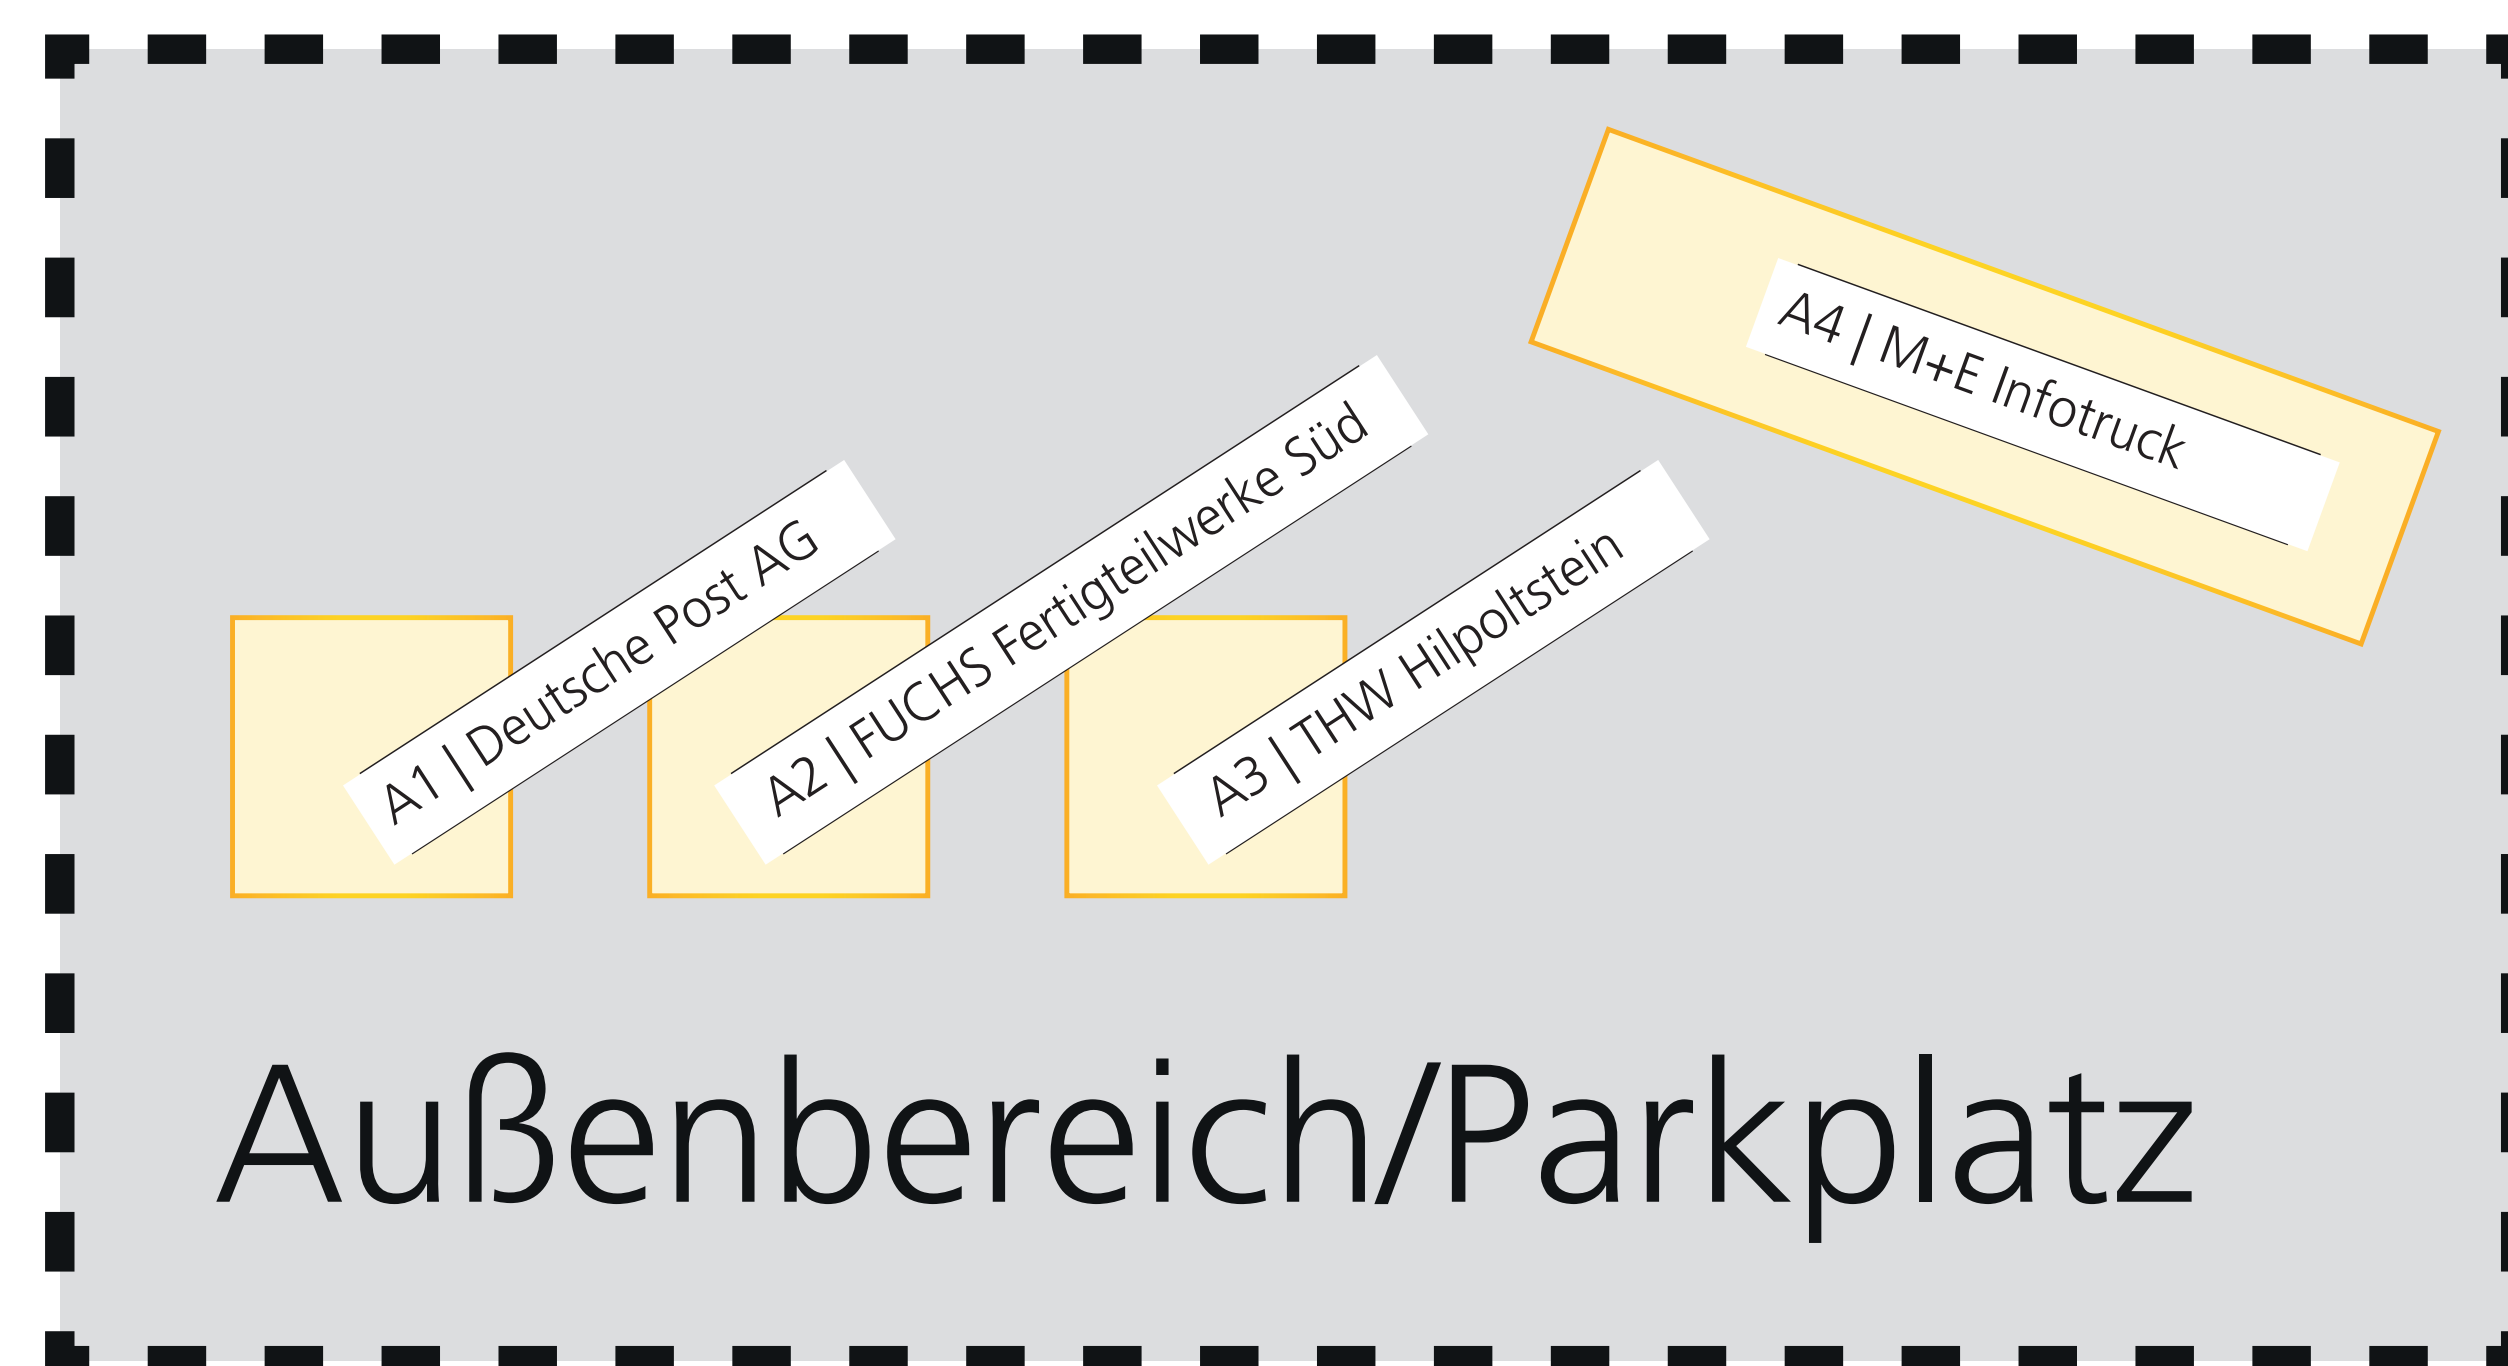 A1 | Deutsche Post AG
A2 | FUCHS Fertigteilwerke Süd
A3 | THW Hilpoltstein
A4 | M+E Infotruck
Außenbereich/Parkplatz